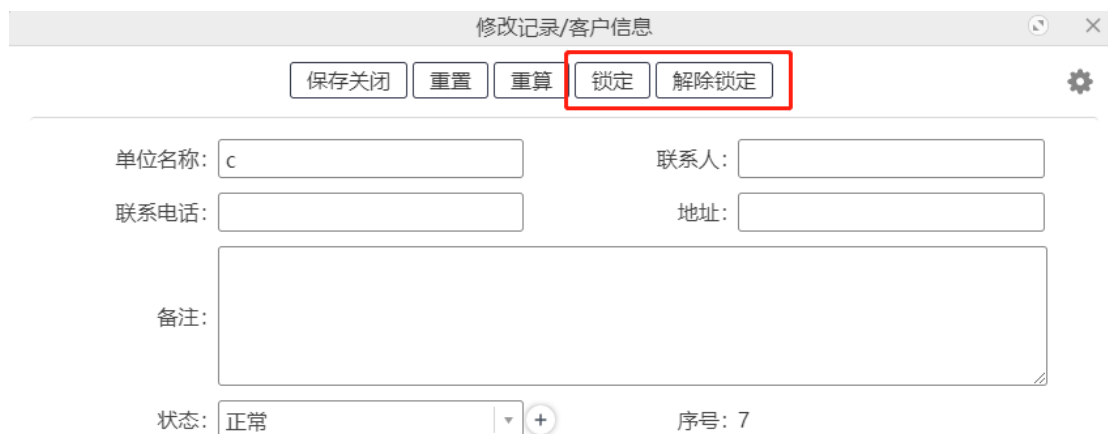 修改记录/客户信息
保存关闭 重置 重算 锁定 解除锁定
单位名称: c 联系人:
联系电话: 地址:
备注:
状态: 正常 序号: 7